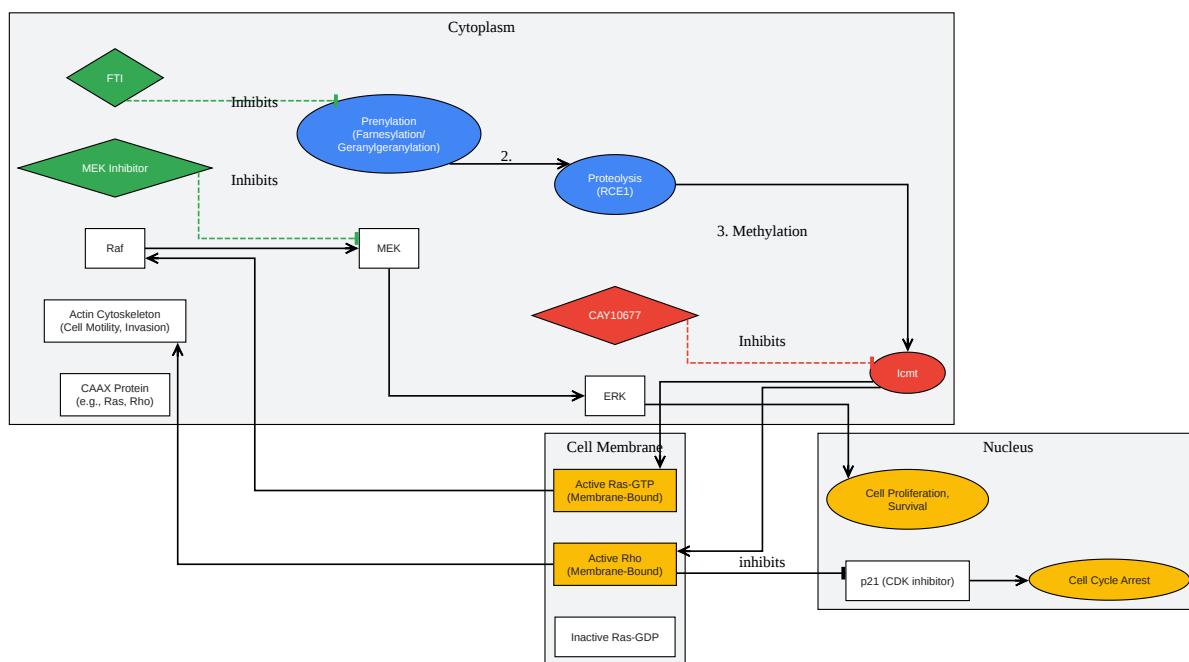 Cytoplasm
FTI
Inhibits
Prenylation
(Farnesylation/
Geranylgeranylation)
2.
MEK Inhibitor
Inhibits
Proteolysis
(RCE1)
3. Methylation
Raf
MEK
Actin Cytoskeleton
(Cell Motility, Invasion)
CAY10677
Inhibits
Icmt
CAAX Protein
(e.g., Ras, Rho)
ERK
Cell Membrane
Nucleus
Active Ras-GTP
(Membrane-Bound)
Cell Proliferation,
Survival
Active Rho
(Membrane-Bound)
inhibits
p21 (CDK inhibitor)
Cell Cycle Arrest
Inactive Ras-GDP